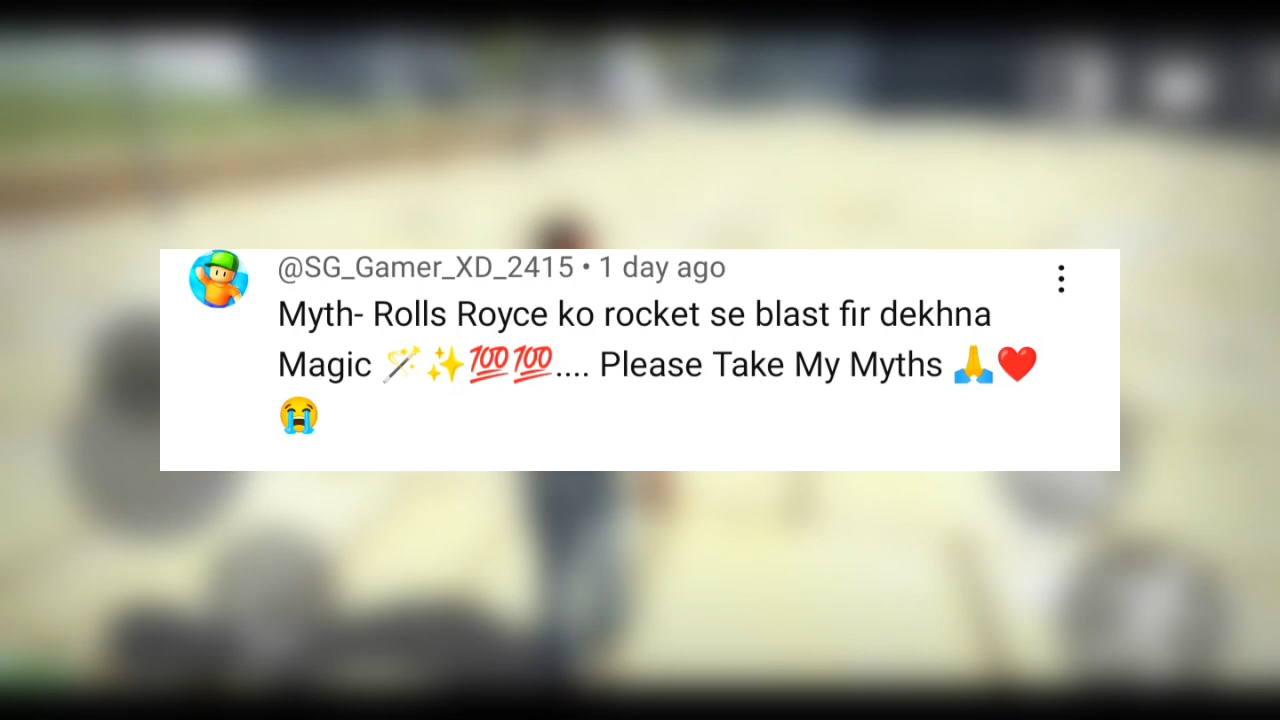 @SG_Gamer_XD_2415 • 1 day ago
Myth- Rolls Royce ko rocket se blast fir dekhna
Magic 🪄✨💯💯.... Please Take My Myths 🙏❤️
😭